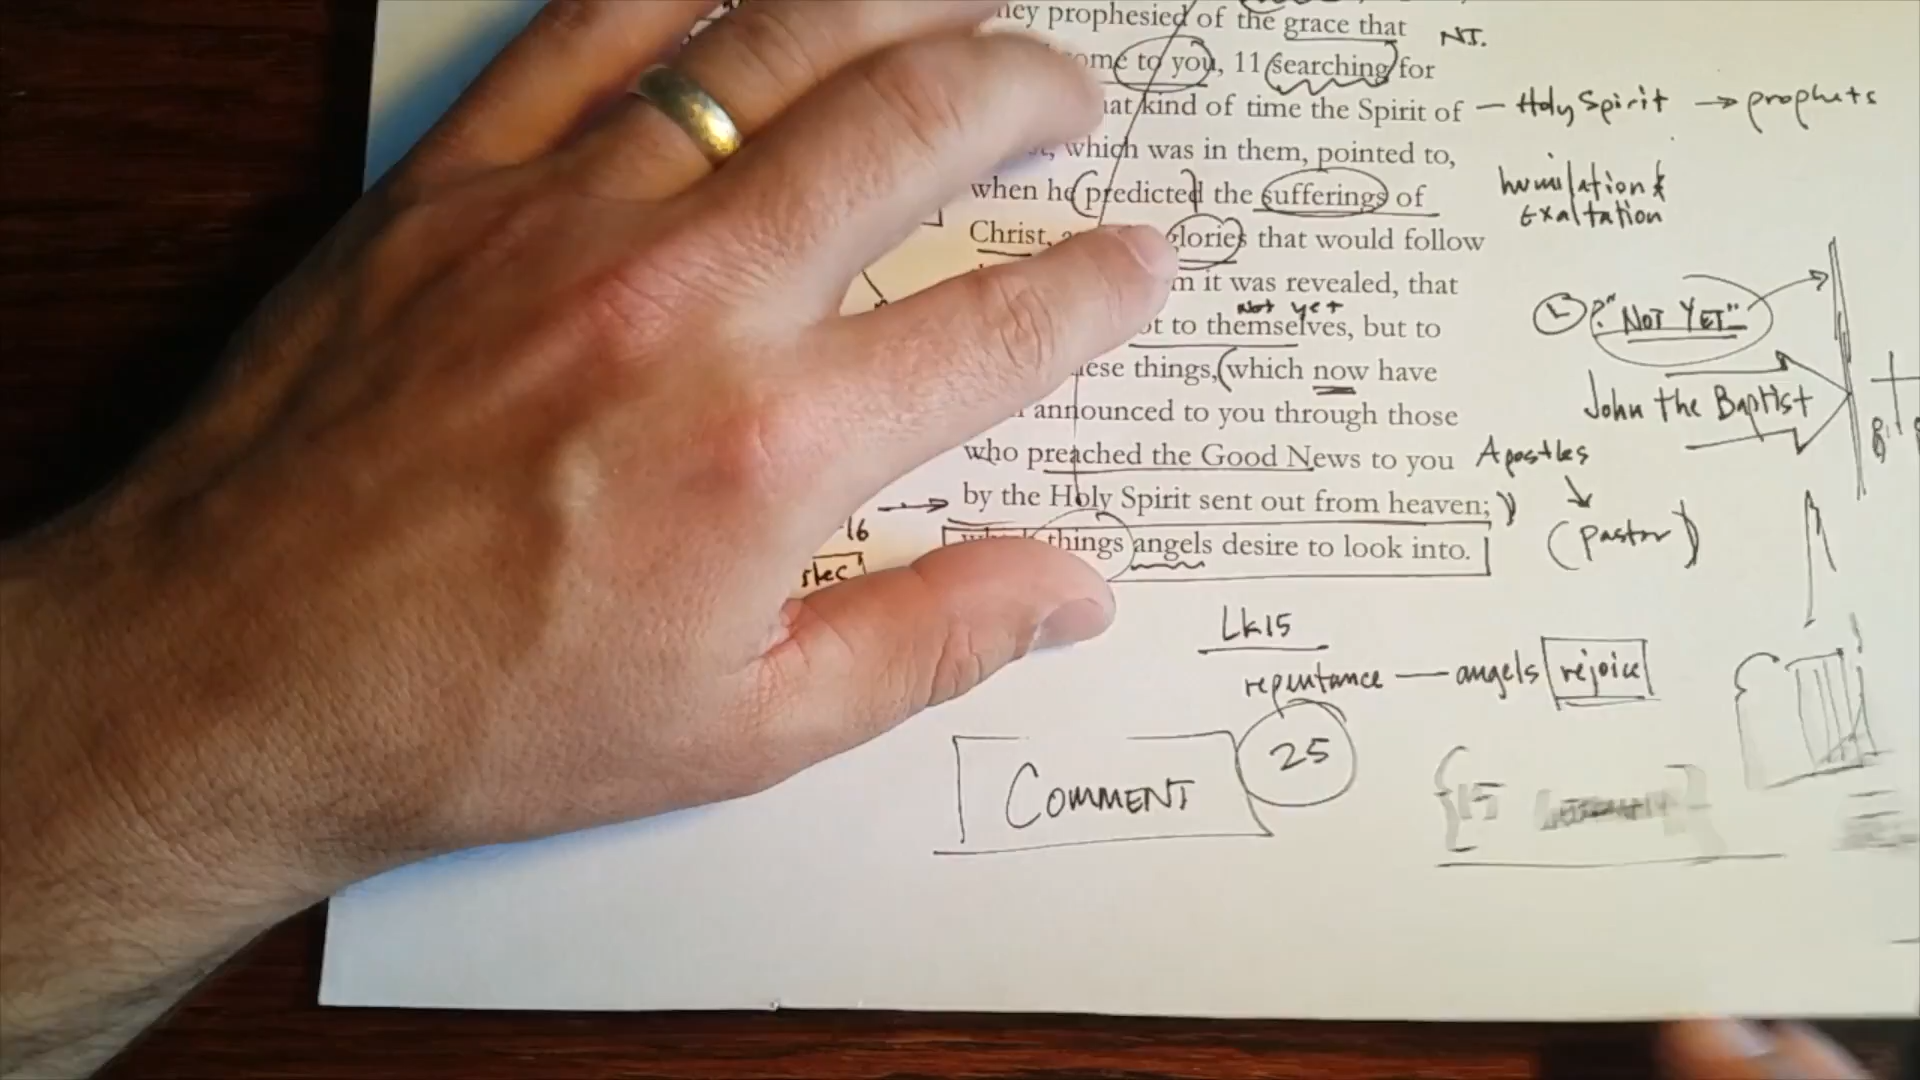 prophesied of the grace that
NT.
to you, 11 searching for
kind of time the Spirit of — Holy Spirit → prophets
which was in them, pointed to,
when he predicted the sufferings of
humilation &
exaltation
Christ, glories that would follow
it was revealed, that
Not yet
"NOT YET"
to themselves, but to
things, (which now have
John the Baptist
announced to you through those
who preached the Good News to you
Apostles
by the Holy Spirit sent out from heaven;)
16
(pastor)
things angels desire to look into.
Lk15
repentance — angels rejoice
25
COMMENT